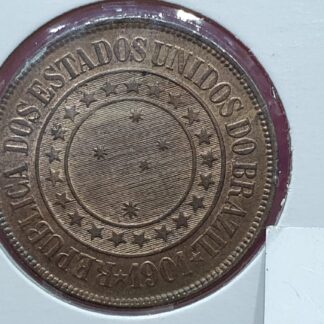 REPUBLICA DOS ESTADOS UNIDOS DO BRAZIL ★ 1901 ★